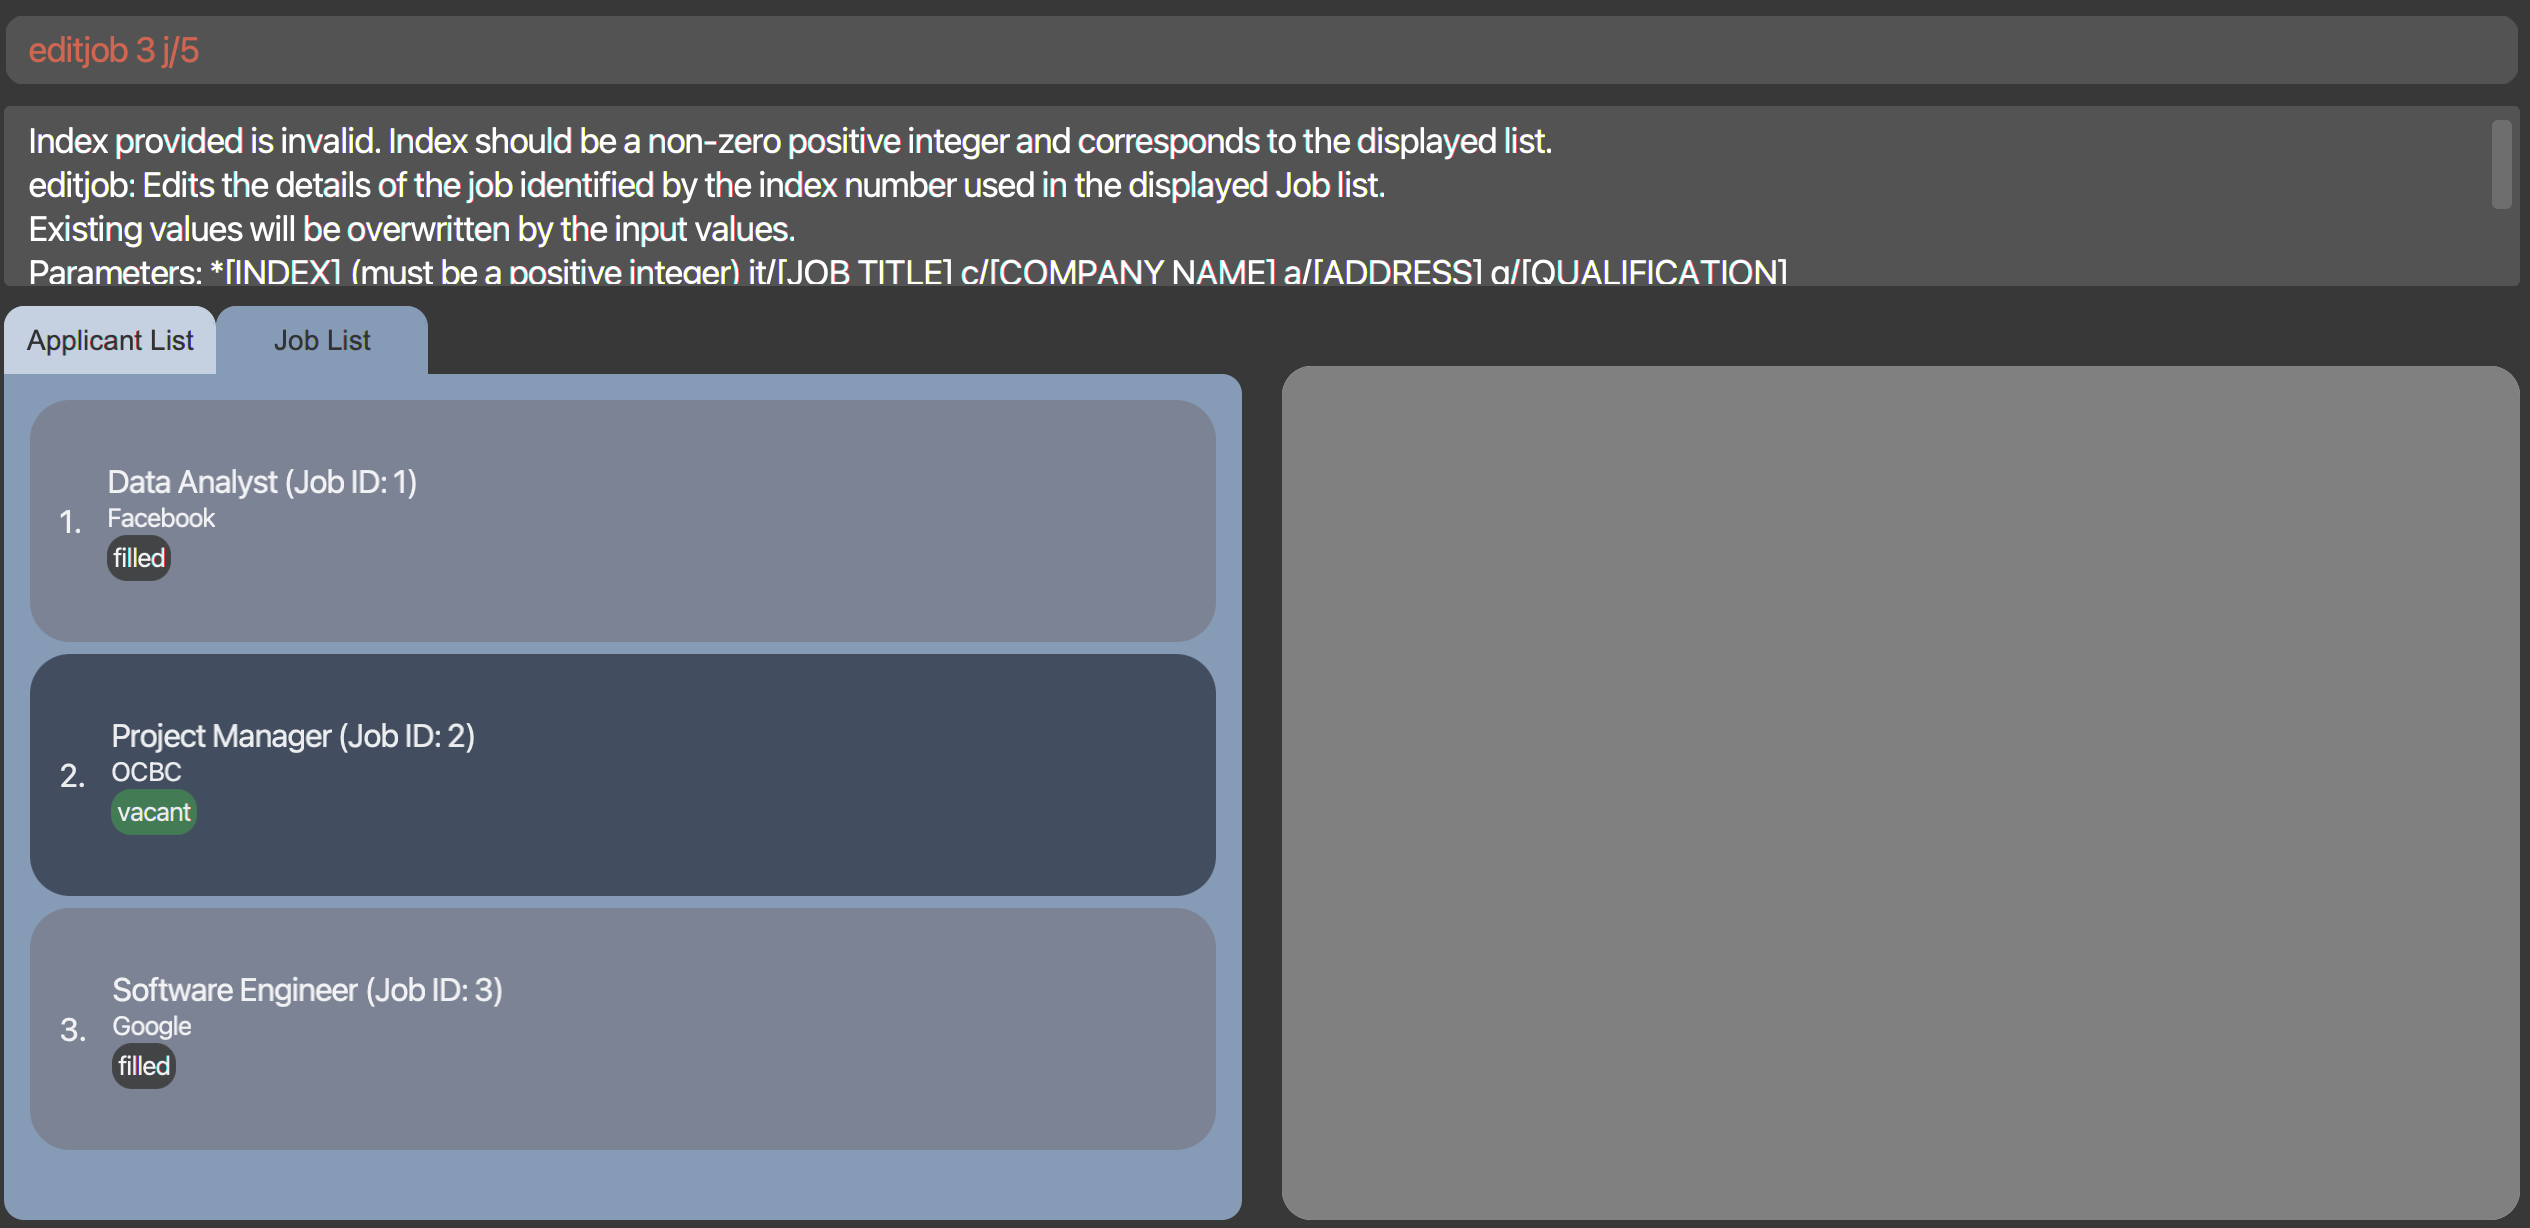 editjob 3 j/5
Index provided is invalid. Index should be a non-zero positive integer and corresponds to the displayed list.
editjob: Edits the details of the job identified by the index number used in the displayed Job list.
Existing values will be overwritten by the input values.
Parameters: *[INDEX] (must be a positive integer) jt/[JOB TITLE] c/[COMPANY NAME] a/[ADDRESS] q/[QUALIFICATION]
Applicant List
Job List
1.
Data Analyst (Job ID: 1)
Facebook
filled
2.
Project Manager (Job ID: 2)
OCBC
vacant
3.
Software Engineer (Job ID: 3)
Google
filled